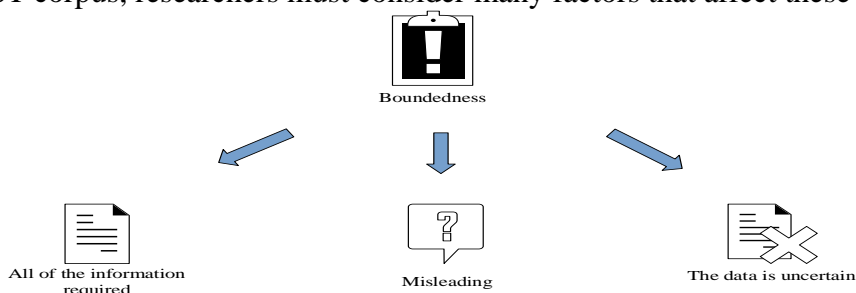 corpus, researchers must consider many factors that affect these
Boundedness
All of the information
required
Misleading
The data is uncertain